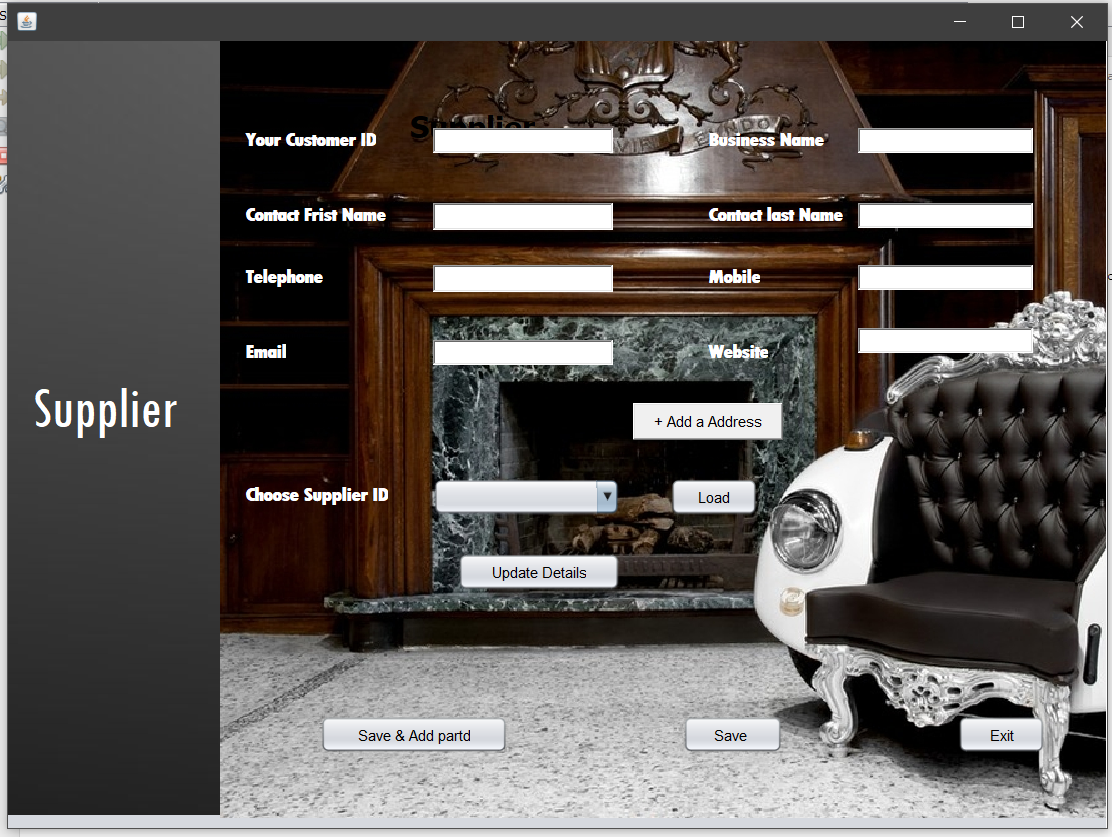 Supplier
Your Customer ID
Business Name
Contact Frist Name
Contact last Name
Telephone
Mobile
Email
Website
Supplier
+ Add a Address
Choose Supplier ID
Load
Update Details
Save & Add partd
Save
Exit